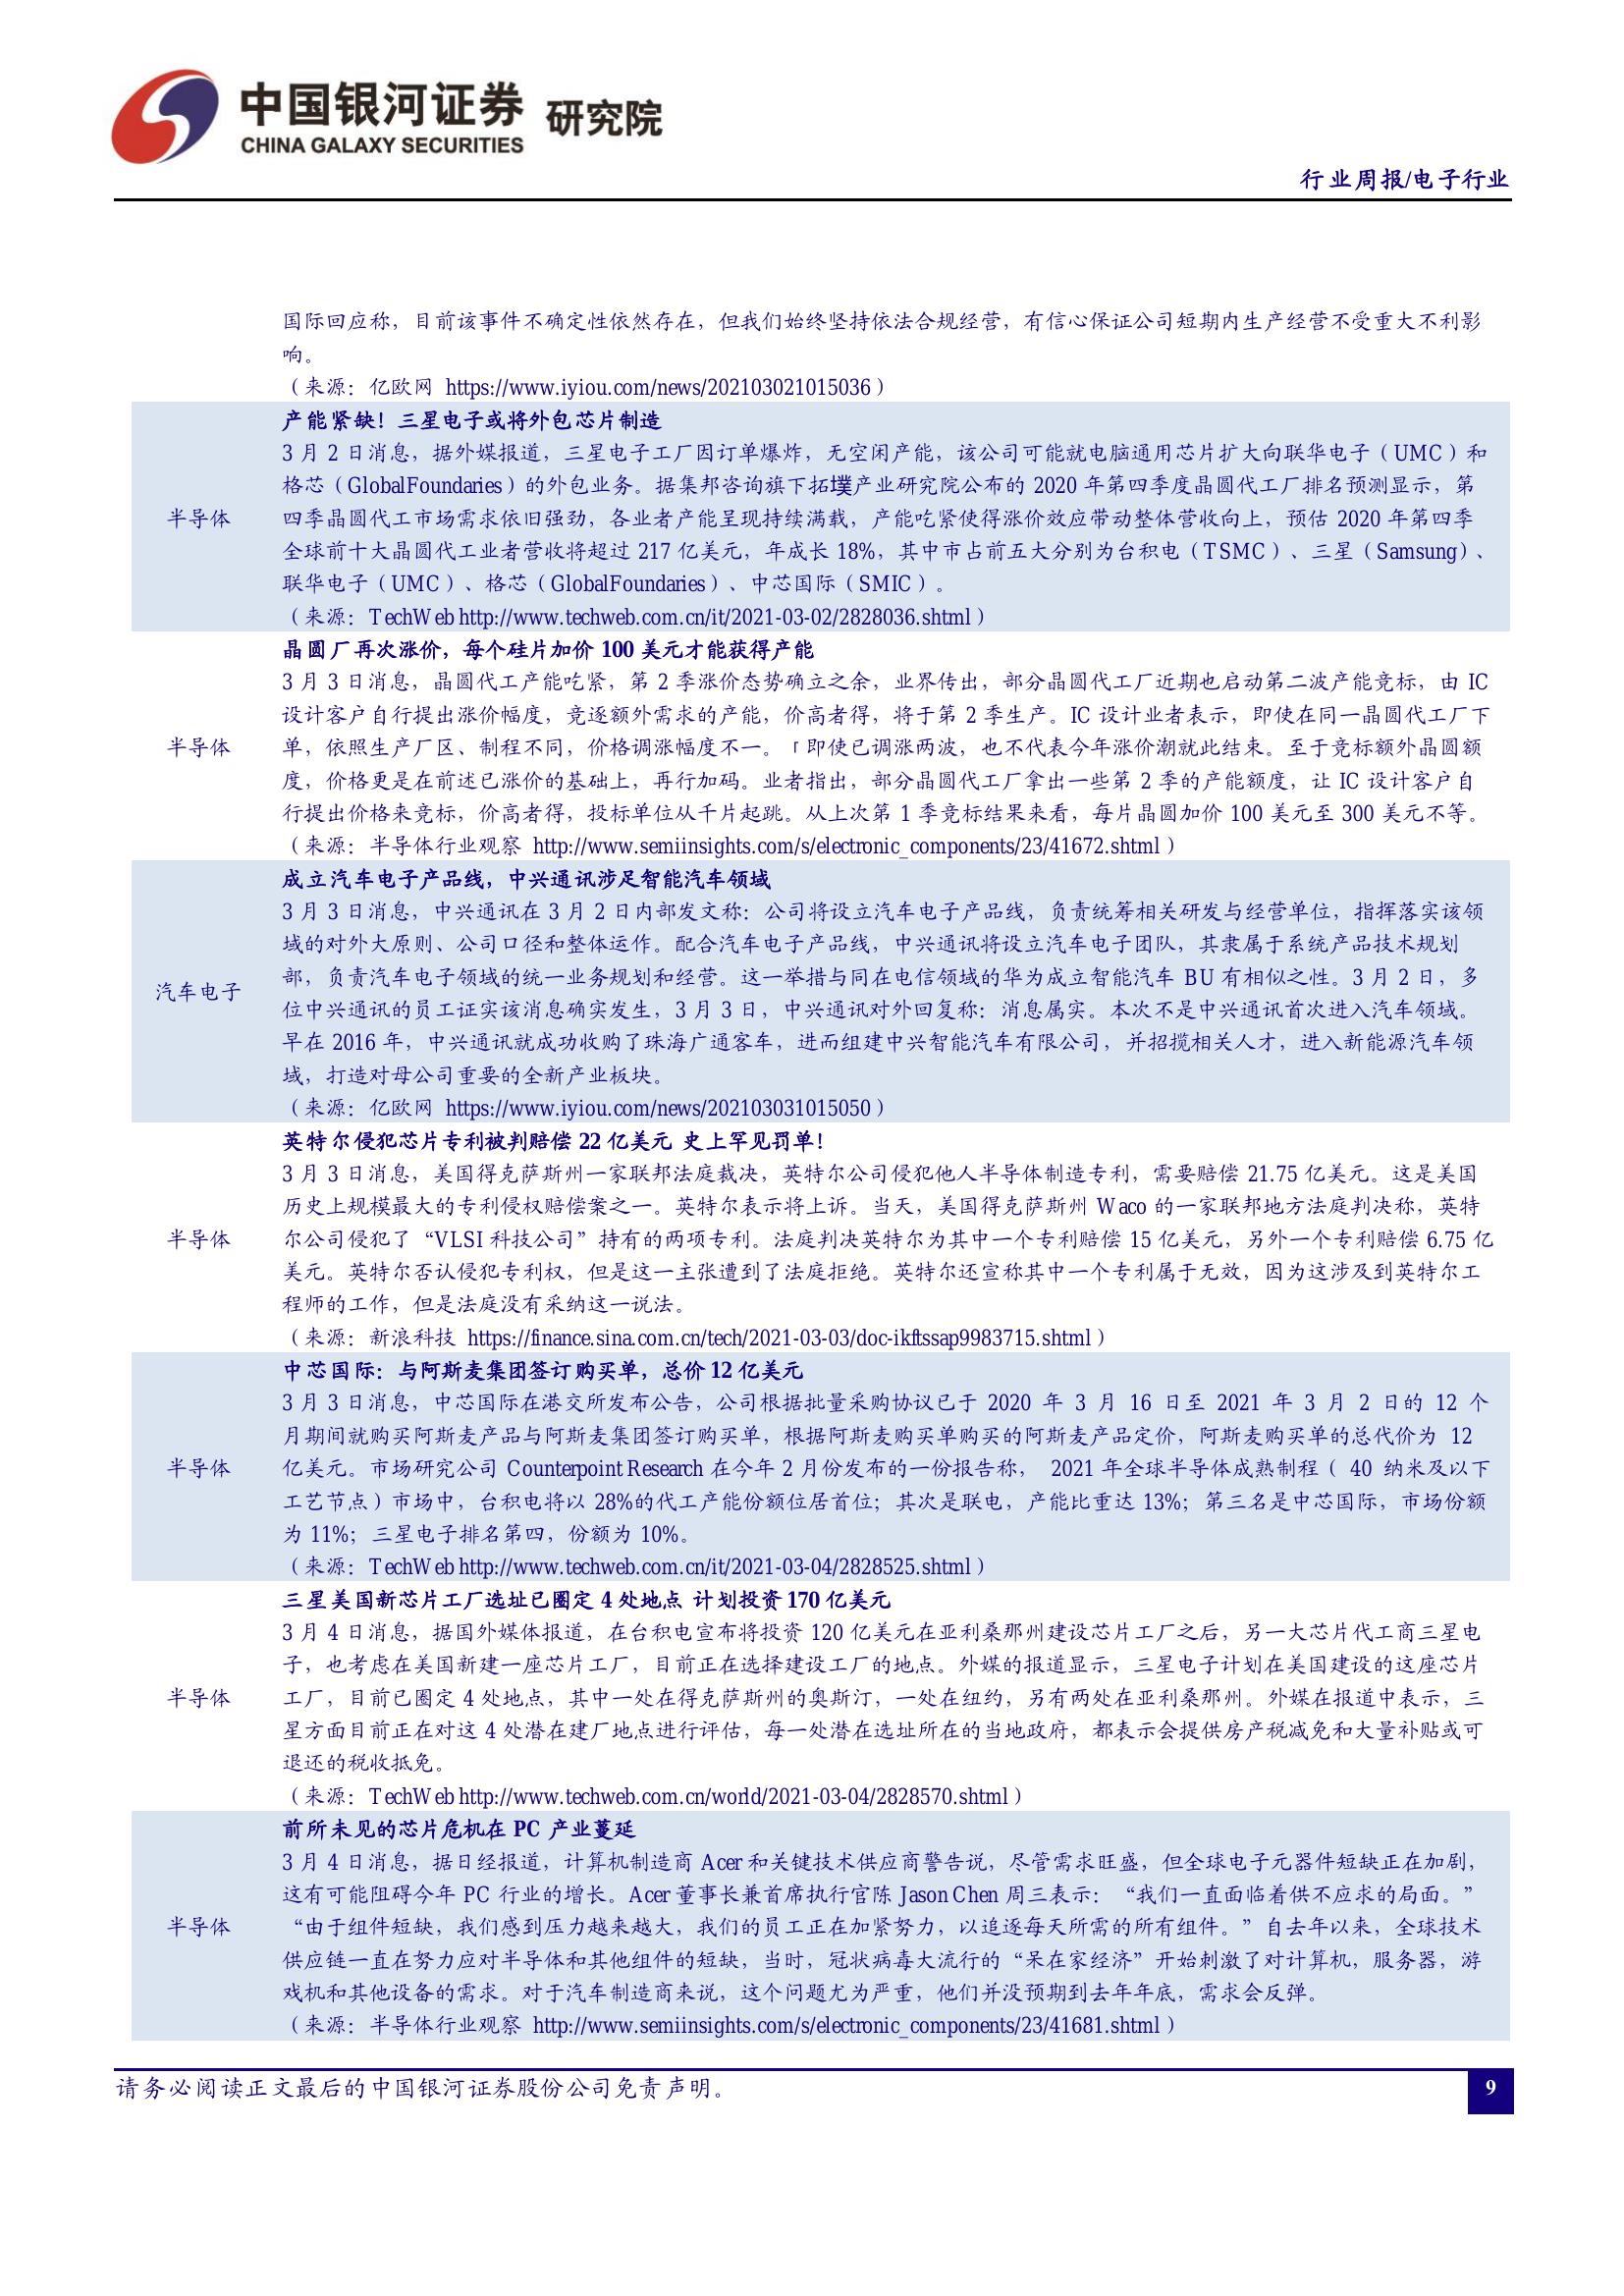 中国银河证券 研究院
CHINA GALAXY SECURITIES
行业周报/电子行业
国际回应称，目前该事件不确定性依然存在，但我们始终坚持依法合规经营，有信心保证公司短期内生产经营不受重大不利影
响。
（来源：亿欧网 https://www.iyiou.com/news/202103021015036）
产能紧缺！三星电子或将外包芯片制造
3 月 2 日消息，据外媒报道，三星电子工厂因订单爆炸，无空闲产能，该公司可能就电脑通用芯片扩大向联华电子（UMC）和
格芯（GlobalFoundaries）的外包业务。据集邦咨询旗下拓墣产业研究院公布的 2020 年第四季度晶圆代工厂排名预测显示，第
半导体
四季晶圆代工市场需求依旧强劲，各业者产能呈现持续满载，产能吃紧使得涨价效应带动整体营收向上，预估 2020 年第四季
全球前十大晶圆代工业者营收将超过 217 亿美元，年成长 18%，其中市占前五大分别为台积电（TSMC）、三星（Samsung）、
联华电子（UMC）、格芯（GlobalFoundaries）、中芯国际（SMIC）。
（来源：TechWeb http://www.techweb.com.cn/it/2021-03-02/2828036.shtml）
晶圆厂再次涨价，每个硅片加价 100 美元才能获得产能
3 月 3 日消息，晶圆代工产能吃紧，第 2 季涨价态势确立之余，业界传出，部分晶圆代工厂近期也启动第二波产能竞标，由 IC
设计客户自行提出涨价幅度，竞逐额外需求的产能，价高者得，将于第 2 季生产。IC 设计业者表示，即使在同一晶圆代工厂下
半导体
单，依照生产厂区、制程不同，价格调涨幅度不一。「即使已调涨两波，也不代表今年涨价潮就此结束。至于竞标额外晶圆额
度，价格更是在前述已涨价的基础上，再行加码。业者指出，部分晶圆代工厂拿出一些第 2 季的产能额度，让 IC 设计客户自
行提出价格来竞标，价高者得，投标单位从千片起跳。从上次第 1 季竞标结果来看，每片晶圆加价 100 美元至 300 美元不等。
（来源：半导体行业观察 http://www.semiinsights.com/s/electronic_components/23/41672.shtml）
成立汽车电子产品线，中兴通讯涉足智能汽车领域
3 月 3 日消息，中兴通讯在 3 月 2 日内部发文称：公司将设立汽车电子产品线，负责统筹相关研发与经营单位，指挥落实该领
域的对外大原则、公司口径和整体运作。配合汽车电子产品线，中兴通讯将设立汽车电子团队，其隶属于系统产品技术规划
部，负责汽车电子领域的统一业务规划和经营。这一举措与同在电信领域的华为成立智能汽车 BU 有相似之性。3 月 2 日，多
汽车电子
位中兴通讯的员工证实该消息确实发生，3 月 3 日，中兴通讯对外回复称：消息属实。本次不是中兴通讯首次进入汽车领域。
早在 2016 年，中兴通讯就成功收购了珠海广通客车，进而组建中兴智能汽车有限公司，并招揽相关人才，进入新能源汽车领
域，打造对母公司重要的全新产业板块。
（来源：亿欧网 https://www.iyiou.com/news/202103031015050）
英特尔侵犯芯片专利被判赔偿 22 亿美元 史上罕见罚单！
3 月 3 日消息，美国得克萨斯州一家联邦法庭裁决，英特尔公司侵犯他人半导体制造专利，需要赔偿 21.75 亿美元。这是美国
历史上规模最大的专利侵权赔偿案之一。英特尔表示将上诉。当天，美国得克萨斯州 Waco 的一家联邦地方法庭判决称，英特
半导体
尔公司侵犯了“VLSI 科技公司”持有的两项专利。法庭判决英特尔为其中一个专利赔偿 15 亿美元，另外一个专利赔偿 6.75 亿
美元。英特尔否认侵犯专利权，但是这一主张遭到了法庭拒绝。英特尔还宣称其中一个专利属于无效，因为这涉及到英特尔工
程师的工作，但是法庭没有采纳这一说法。
（来源：新浪科技 https://finance.sina.com.cn/tech/2021-03-03/doc-ikftssap9983715.shtml）
中芯国际：与阿斯麦集团签订购买单，总价 12 亿美元
3 月 3 日消息，中芯国际在港交所发布公告，公司根据批量采购协议已于 2020 年 3 月 16 日至 2021 年 3 月 2 日的 12 个
月期间就购买阿斯麦产品与阿斯麦集团签订购买单，根据阿斯麦购买单购买的阿斯麦产品定价，阿斯麦购买单的总代价为 12
半导体
亿美元。市场研究公司 Counterpoint Research 在今年 2 月份发布的一份报告称， 2021 年全球半导体成熟制程（ 40 纳米及以下
工艺节点）市场中，台积电将以 28%的代工产能份额位居首位；其次是联电，产能比重达 13%；第三名是中芯国际，市场份额
为 11%；三星电子排名第四，份额为 10%。
（来源：TechWeb http://www.techweb.com.cn/it/2021-03-04/2828525.shtml）
三星美国新芯片工厂选址已圈定 4 处地点 计划投资 170 亿美元
3 月 4 日消息，据国外媒体报道，在台积电宣布将投资 120 亿美元在亚利桑那州建设芯片工厂之后，另一大芯片代工商三星电
子，也考虑在美国新建一座芯片工厂，目前正在选择建设工厂的地点。外媒的报道显示，三星电子计划在美国建设的这座芯片
半导体
工厂，目前已圈定 4 处地点，其中一处在得克萨斯州的奥斯汀，一处在纽约，另有两处在亚利桑那州。外媒在报道中表示，三
星方面目前正在对这 4 处潜在建厂地点进行评估，每一处潜在选址所在的当地政府，都表示会提供房产税减免和大量补贴或可
退还的税收抵免。
（来源：TechWeb http://www.techweb.com.cn/world/2021-03-04/2828570.shtml）
前所未见的芯片危机在 PC 产业蔓延
3 月 4 日消息，据日经报道，计算机制造商 Acer 和关键技术供应商警告说，尽管需求旺盛，但全球电子元器件短缺正在加剧，
这有可能阻碍今年 PC 行业的增长。Acer 董事长兼首席执行官陈 Jason Chen 周三表示：“我们一直面临着供不应求的局面。”
半导体
“由于组件短缺，我们感到压力越来越大，我们的员工正在加紧努力，以追逐每天所需的所有组件。”自去年以来，全球技术
供应链一直在努力应对半导体和其他组件的短缺，当时，冠状病毒大流行的“呆在家经济”开始刺激了对计算机，服务器，游
戏机和其他设备的需求。对于汽车制造商来说，这个问题尤为严重，他们并没预期到去年年底，需求会反弹。
（来源：半导体行业观察 http://www.semiinsights.com/s/electronic_components/23/41681.shtml）
请务必阅读正文最后的中国银河证券股份公司免责声明。
9